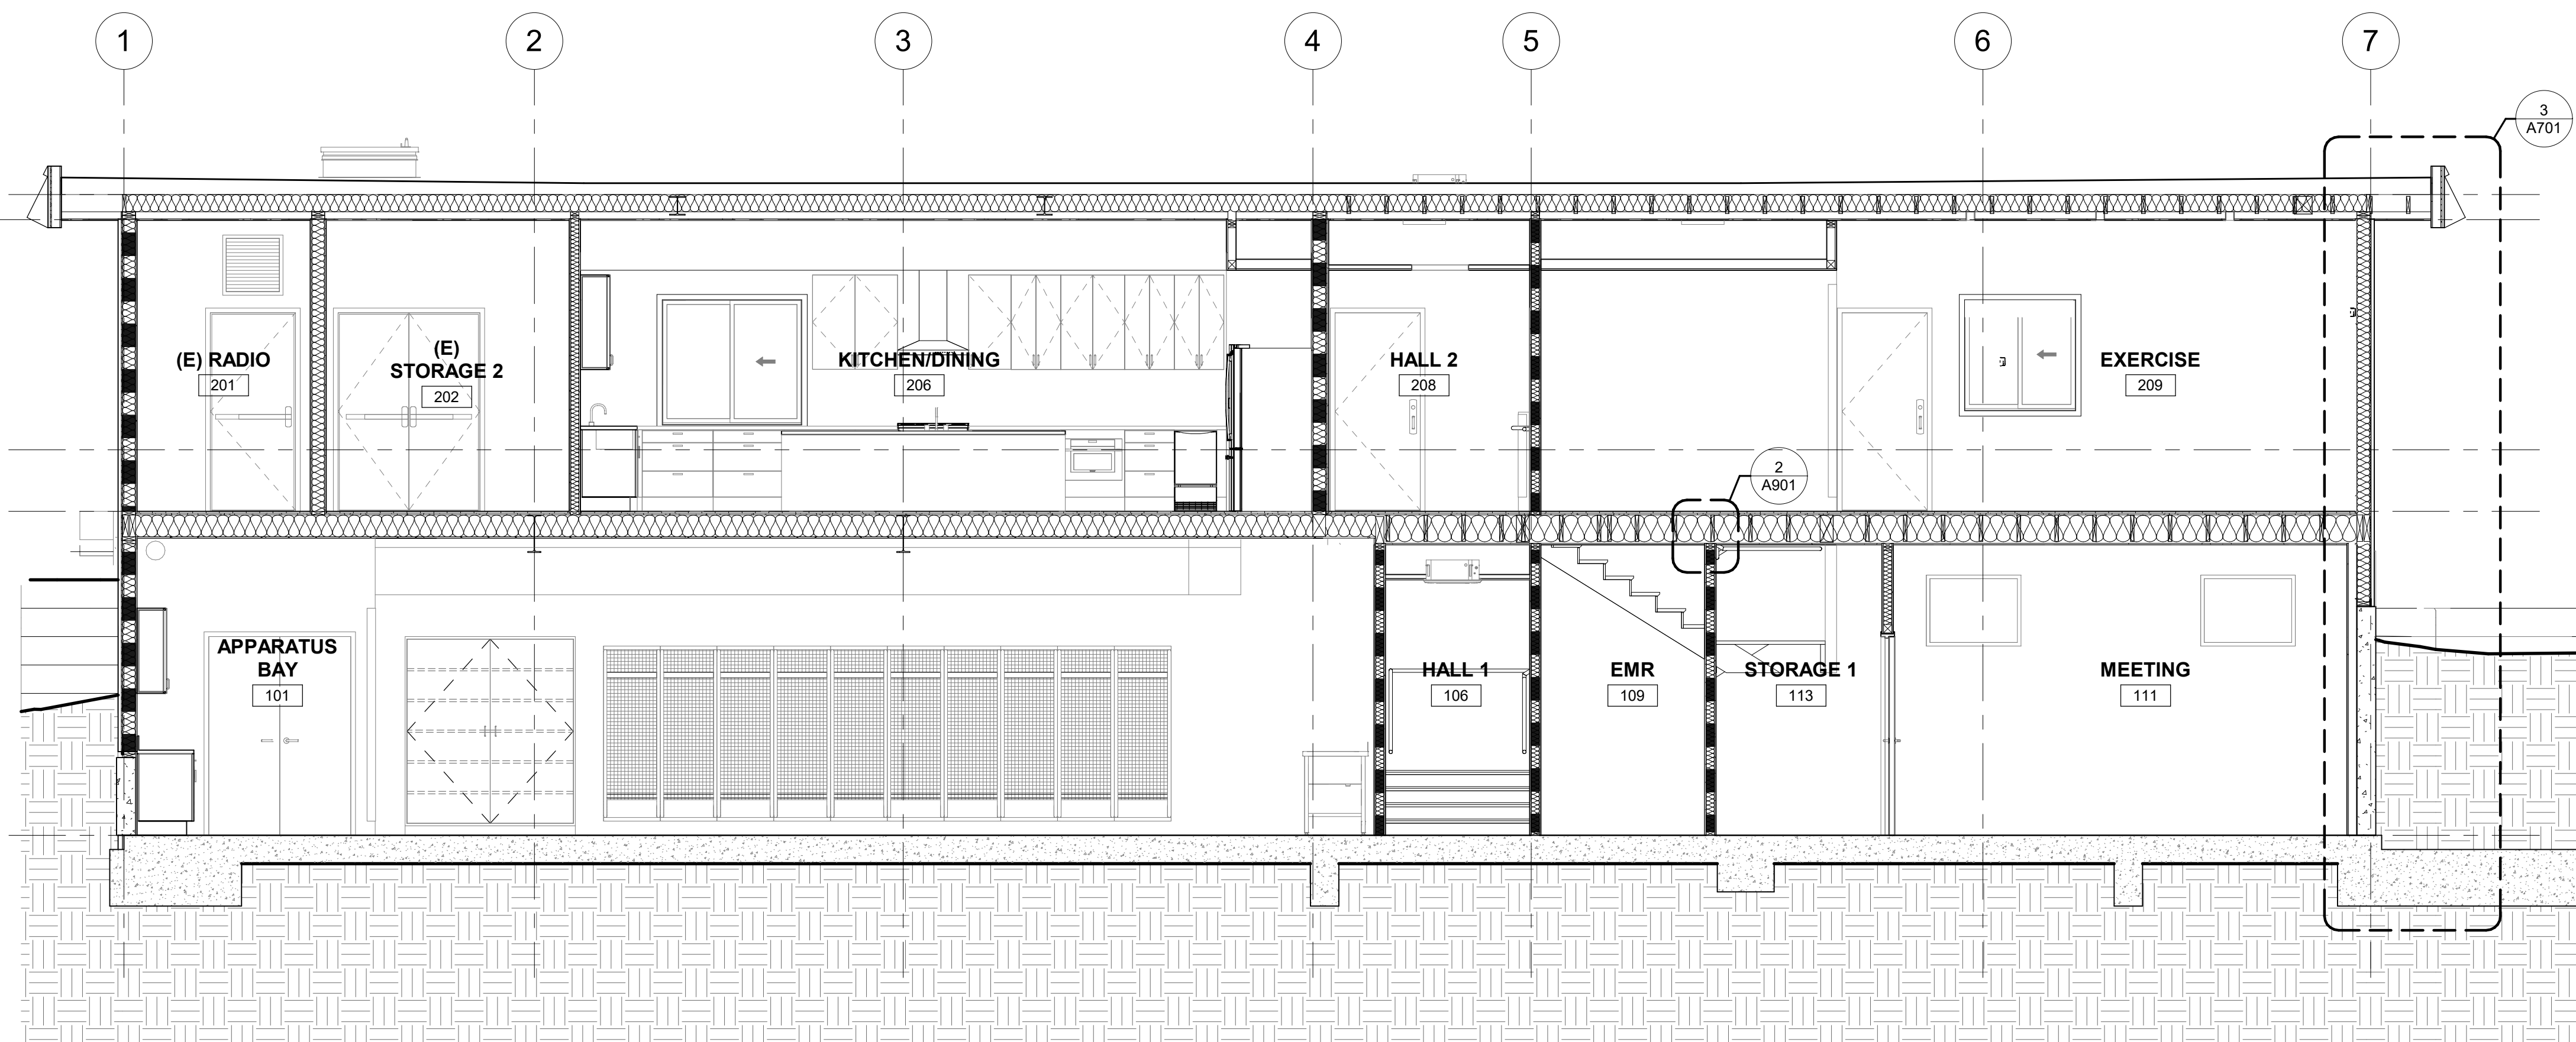 1
2
3
4
5
6
7
3
A701
(E) RADIO
201
(E)
STORAGE 2
202
KITCHEN/DINING
206
HALL 2
208
EXERCISE
209
2
A901
APPARATUS
BAY
101
HALL 1
106
EMR
109
STORAGE 1
113
MEETING
111